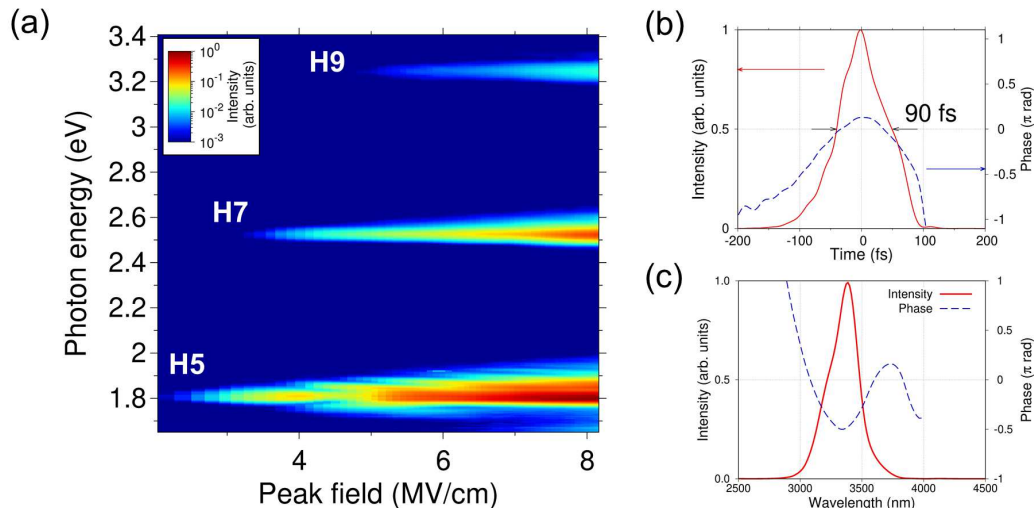 (a)
3.4
3.2
3
2.8
2.6
2.4
2.2
2
1.8
Photon energy (eV)
10^0
10^-1
10^-2
10^-3
Intensity
(arb. units)
H9
H7
H5
4
6
8
Peak field (MV/cm)
(b)
1
0.5
0
Intensity (arb. units)
90 fs
1
0.5
0
-0.5
-1
Phase (π rad)
-200
-100
0
100
200
Time (fs)
(c)
1.0
0.5
0.0
Intensity (arb. units)
Intensity
Phase
1
0.5
0
-0.5
-1
Phase (π rad)
2500
3000
3500
4000
4500
Wavelength (nm)